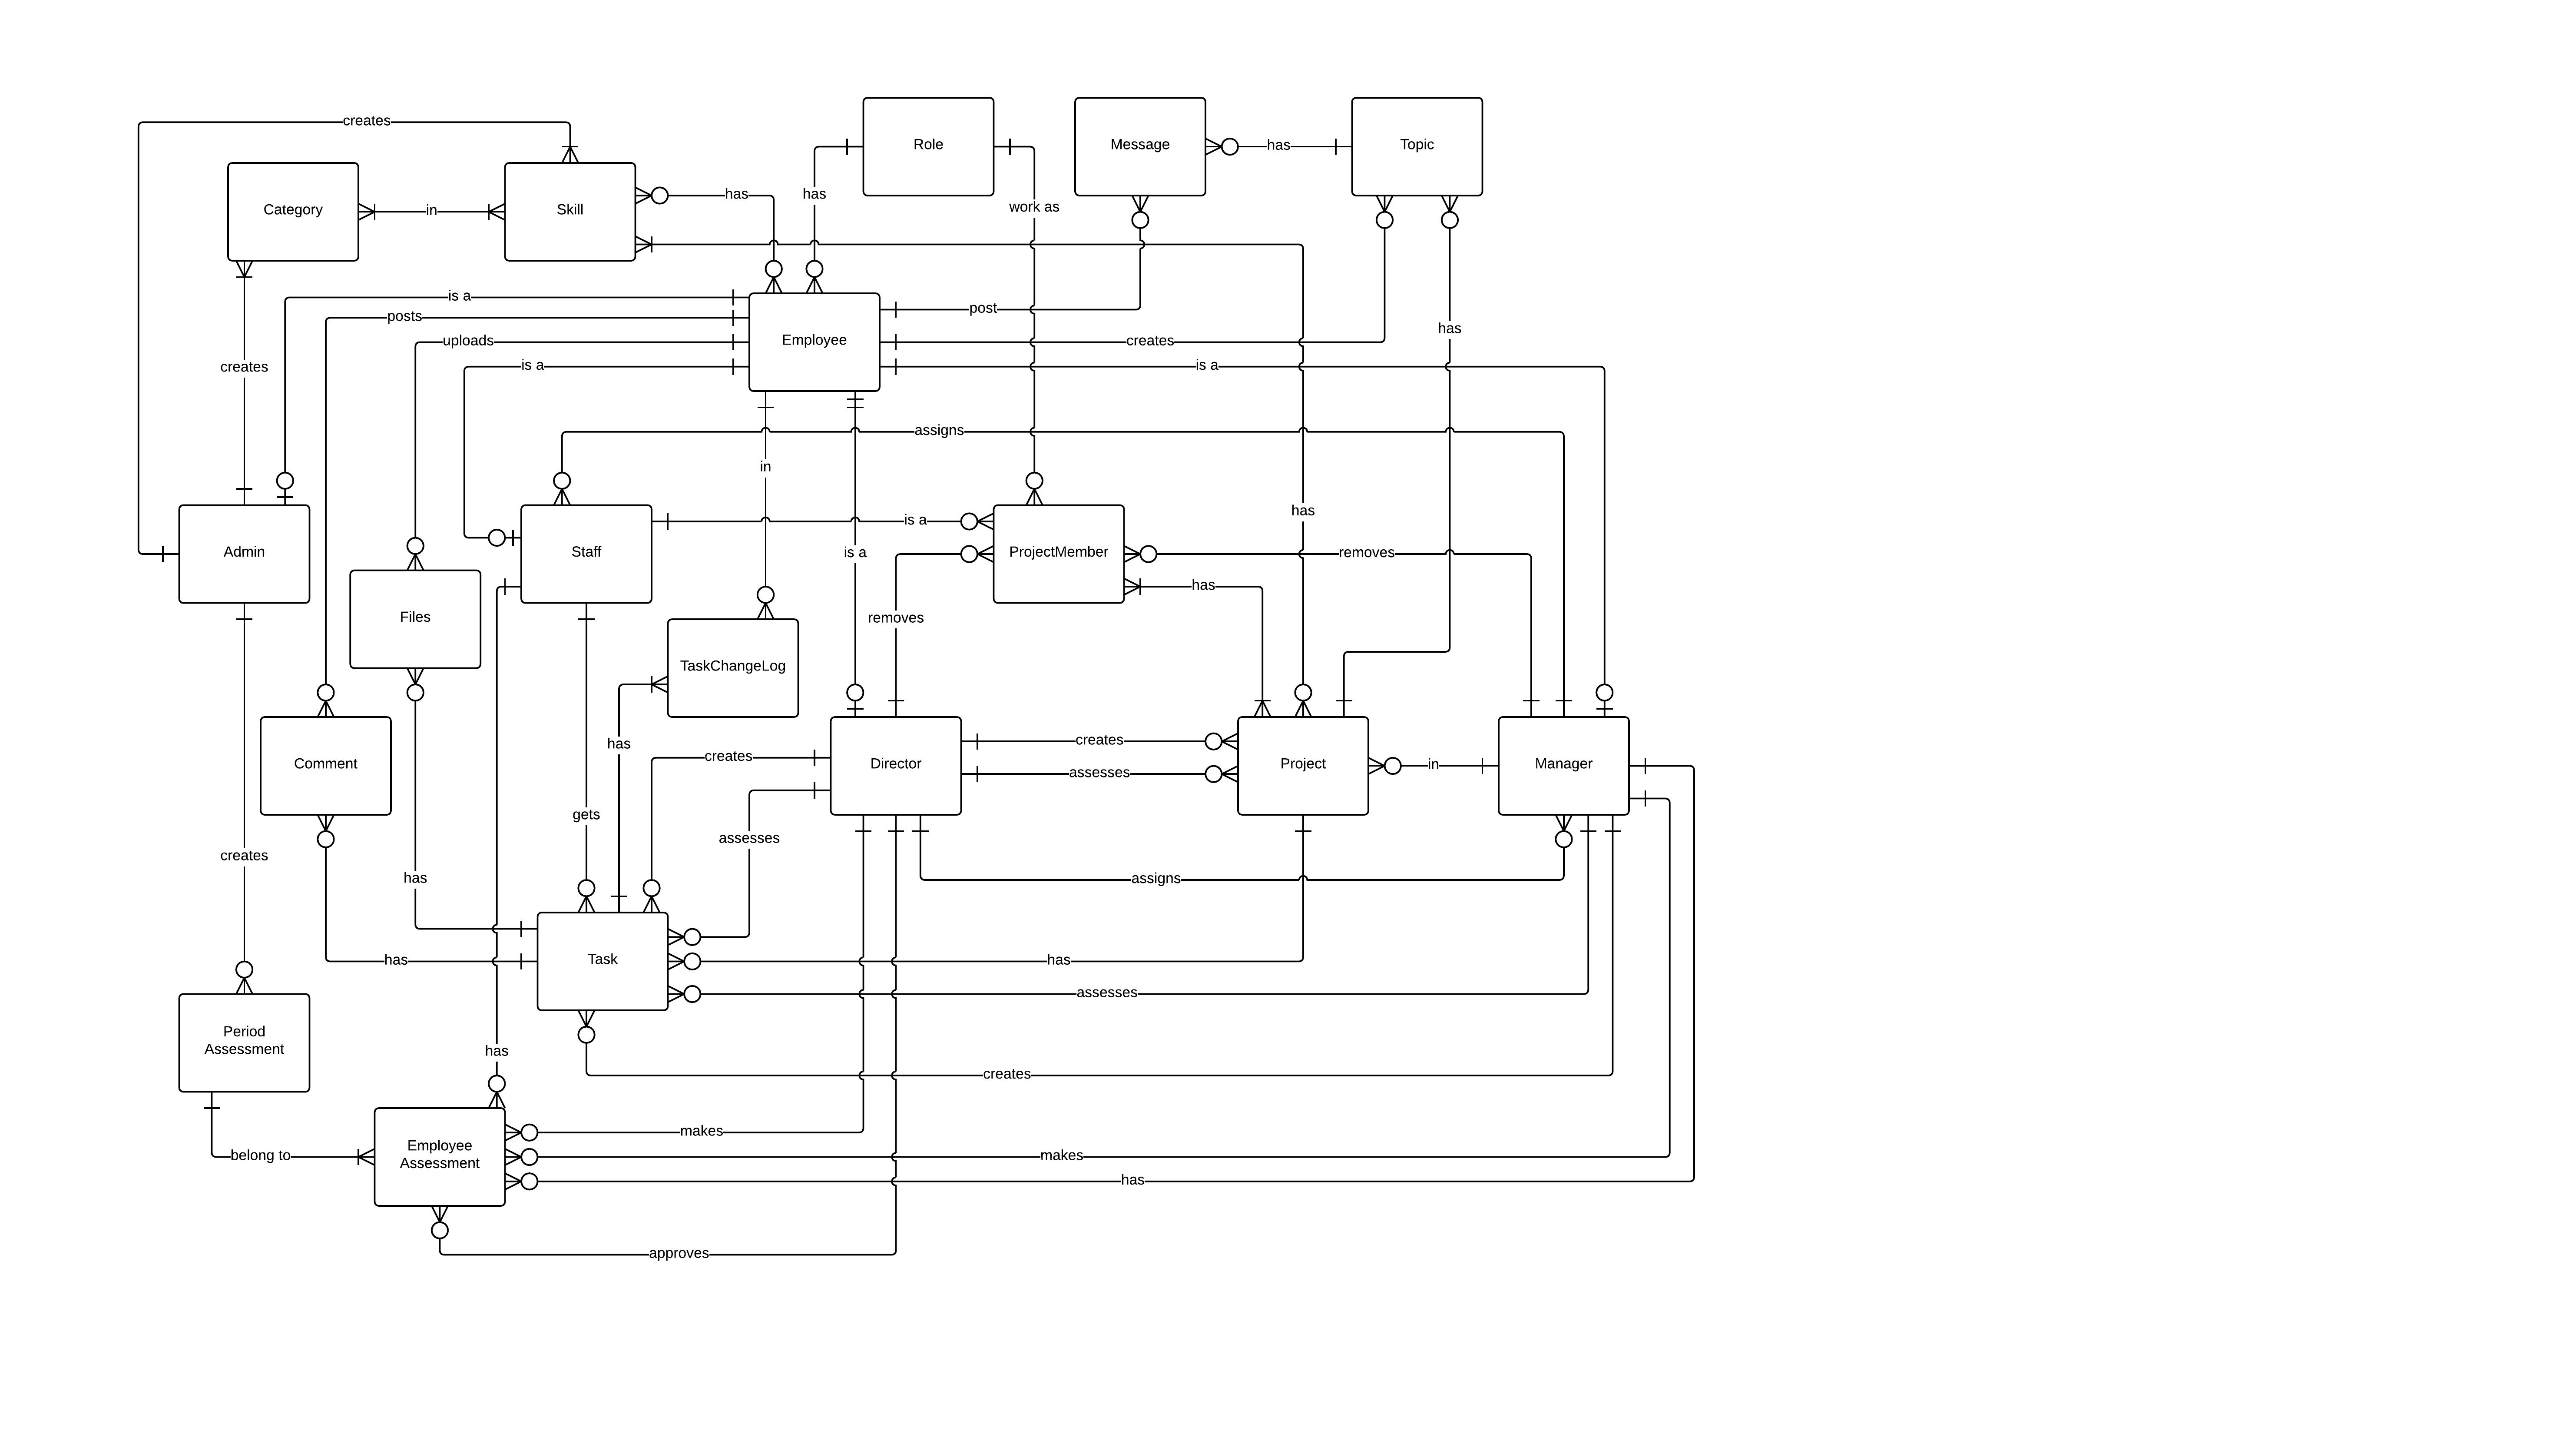 creates
Role
Message
has
Topic
Category
in
Skill
has
has
work as
is a
posts
uploads
is a
Employee
post
creates
is a
has
creates
assigns
in
has
Admin
Staff
is a
is a
ProjectMember
removes
has
Files
TaskChangeLog
removes
has
Comment
creates
Director
creates
assesses
Project
in
Manager
gets
assesses
creates
has
assigns
has
Task
has
assesses
Period
Assessment
has
creates
Employee
Assessment
makes
belong to
makes
has
approves